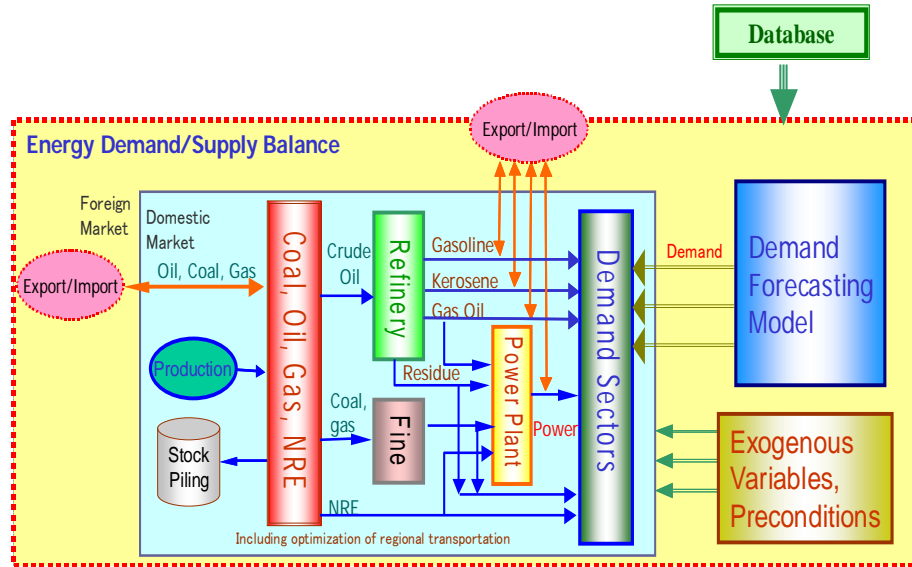 Database
Export/Import
Energy Demand/Supply Balance
Foreign
Market
Domestic
Market
Oil, Coal, Gas
Export/Import
Production
Stock
Piling
Coal, Oil, Gas, NRE
Crude
Oil
Refinery
Gasoline
Kerosene
Gas Oil
Residue
Coal,
gas
Fine
Power Plant
Power
NRE
Demand Sectors
Including optimization of regional transportation
Demand
Demand
Forecasting
Model
Exogenous
Variables,
Preconditions